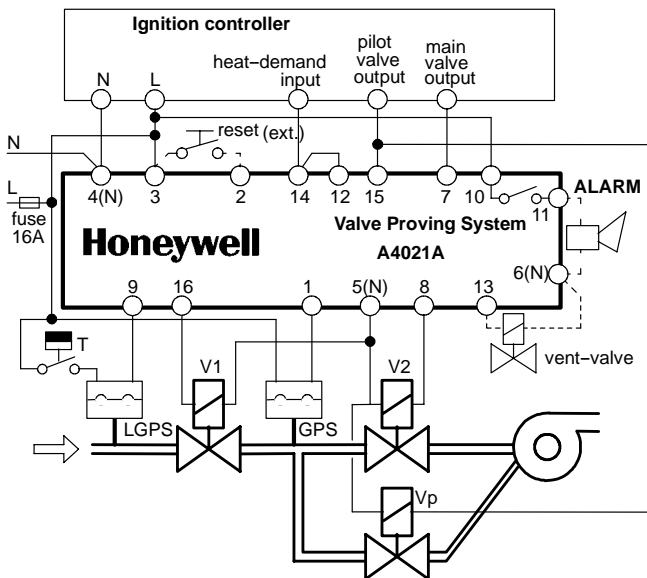 Ignition controller
N
L
heat–demand
input
pilot
valve
output
main
valve
output
reset (ext.)
N
L
fuse
16A
4(N)
3
2
14
12
15
7
10
11
ALARM
Valve Proving System
Honeywell
A4021A
6(N)
9
16
1
5(N)
8
13
T
V1
V2
vent–valve
LGPS
GPS
Vp